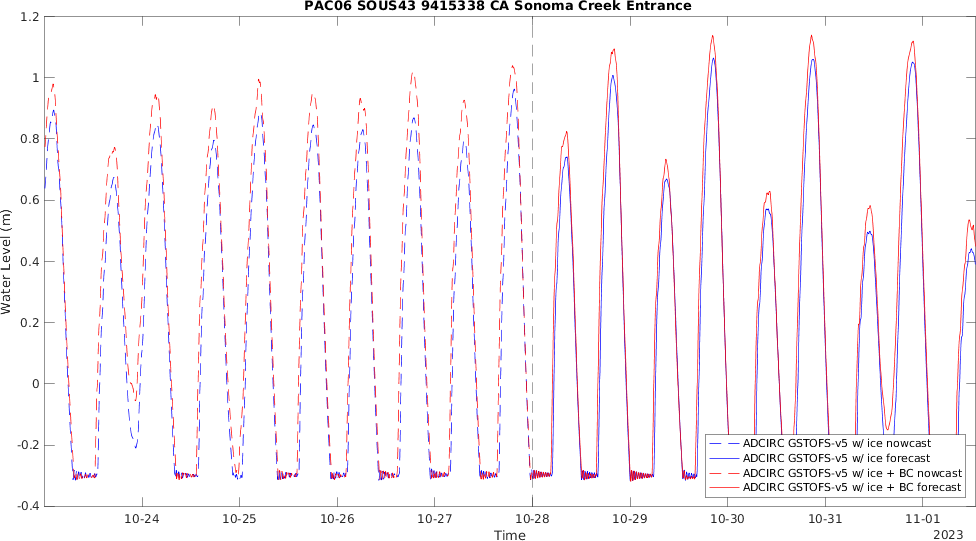 PAC06 SOUS43 9415338 CA Sonoma Creek Entrance
1.2
1
0.8
0.6
0.4
0.2
0
-0.2
-0.4
Water Level (m)
ADCIRC GSTOFS-v5 w/ ice nowcast
ADCIRC GSTOFS-v5 w/ ice forecast
ADCIRC GSTOFS-v5 w/ ice + BC nowcast
ADCIRC GSTOFS-v5 w/ ice + BC forecast
10-24 10-25 10-26 10-27 10-28 10-29 10-30 10-31 11-01
Time
2023